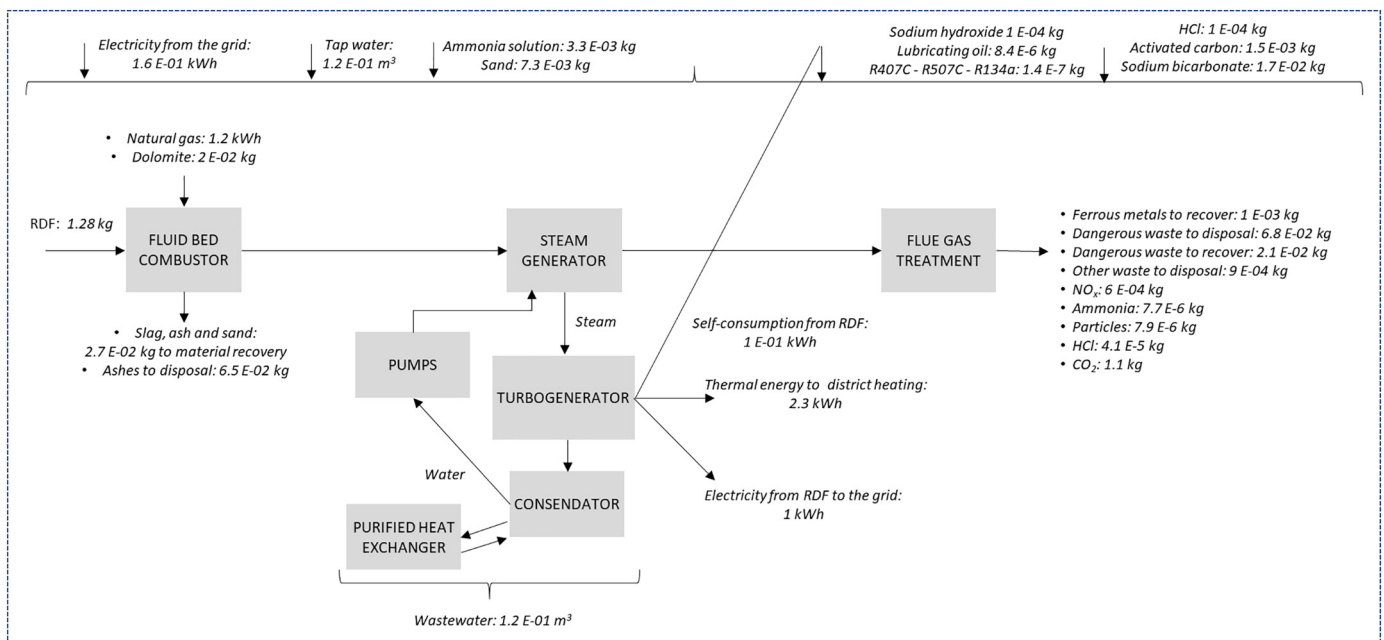 Electricity from the grid:
1.6 E-01 kWh
Tap water:
1.2 E-01 m³
Ammonia solution: 3.3 E-03 kg
Sand: 7.3 E-03 kg
Sodium hydroxide 1 E-04 kg
Lubricating oil: 8.4 E-6 kg
R407C - R507C - R134a: 1.4 E-7 kg
HCl: 1 E-04 kg
Activated carbon: 1.5 E-03 kg
Sodium bicarbonate: 1.7 E-02 kg
• Natural gas: 1.2 kWh
• Dolomite: 2 E-02 kg
RDF: 1.28 kg
FLUID BED
COMBUSTOR
STEAM
GENERATOR
FLUE GAS
TREATMENT
• Ferrous metals to recover: 1 E-03 kg
• Dangerous waste to disposal: 6.8 E-02 kg
• Dangerous waste to recover: 2.1 E-02 kg
• Other waste to disposal: 9 E-04 kg
• NOₓ: 6 E-04 kg
• Ammonia: 7.7 E-6 kg
• Particles: 7.9 E-6 kg
• HCl: 4.1 E-5 kg
• CO₂: 1.1 kg
• Slag, ash and sand:
2.7 E-02 kg to material recovery
• Ashes to disposal: 6.5 E-02 kg
Steam
PUMPS
TURBOGENERATOR
Self-consumption from RDF:
1 E-01 kWh
Thermal energy to district heating:
2.3 kWh
Water
CONSENDATOR
Electricity from RDF to the grid:
1 kWh
PURIFIED HEAT
EXCHANGER
Wastewater: 1.2 E-01 m³